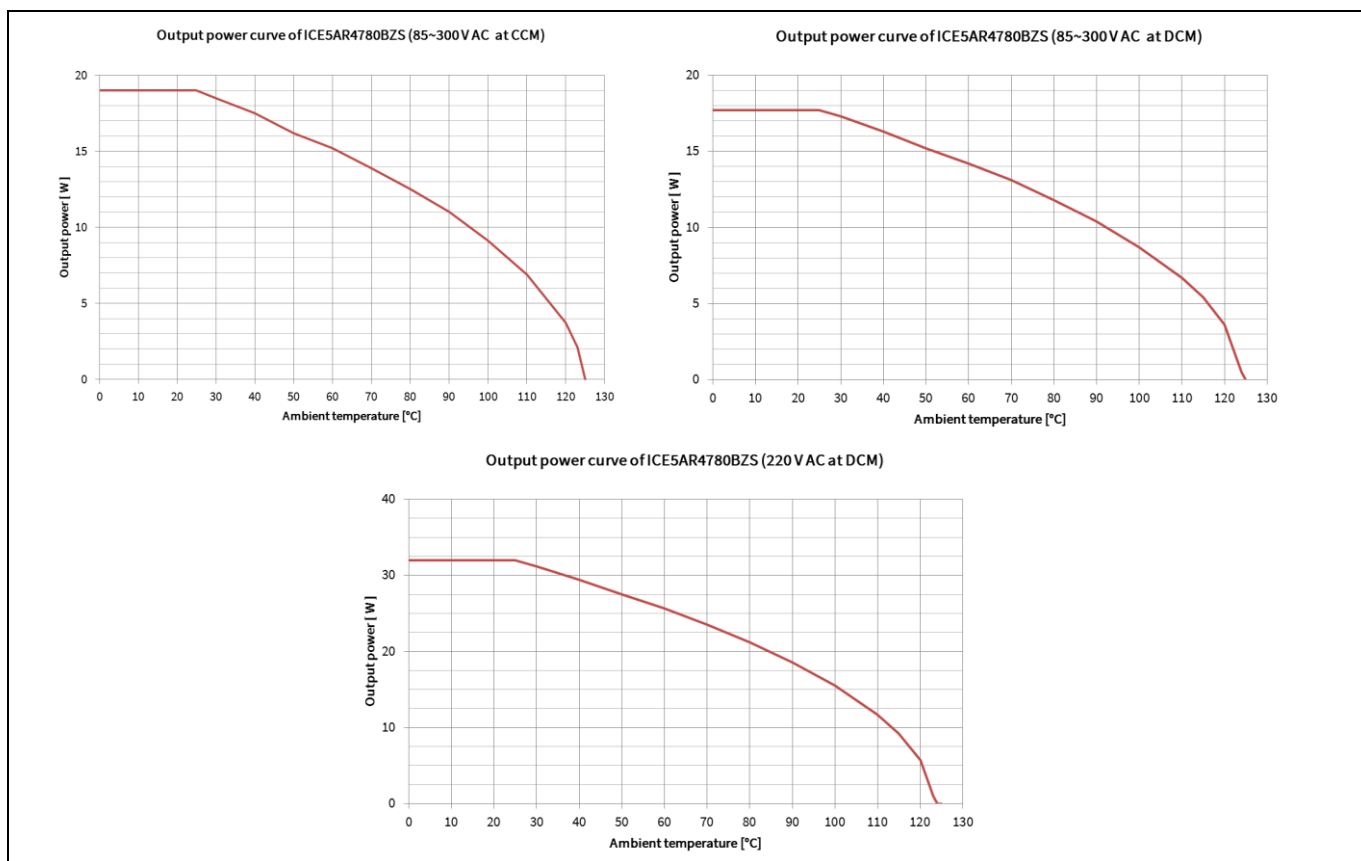 Output power curve of ICE5AR4780BZS (85~300 V AC at CCM)
20
15
10
5
0
Output power [ W]
0 10 20 30 40 50 60 70 80 90 100 110 120 130
Ambient temperature [°C]
Output power curve of ICE5AR4780BZS (85~300 V AC at DCM)
20
15
10
5
0
Output power [ W]
0 10 20 30 40 50 60 70 80 90 100 110 120 130
Ambient temperature [°C]
Output power curve of ICE5AR4780BZS (220 V AC at DCM)
40
30
20
10
0
Output power [ W]
0 10 20 30 40 50 60 70 80 90 100 110 120 130
Ambient temperature [°C]